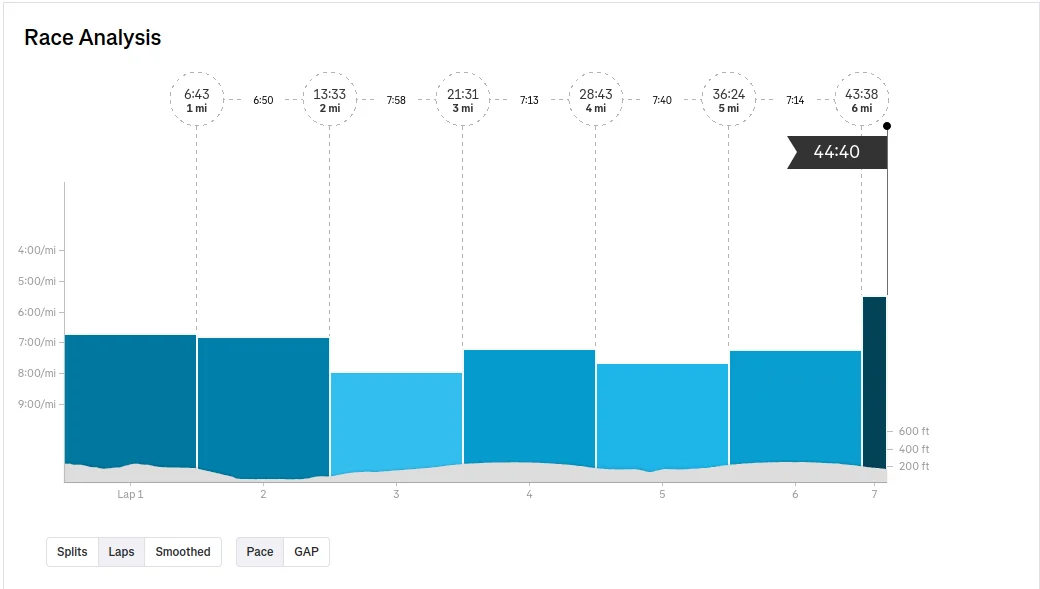 Race Analysis
6:43 6:50 13:33 7:58 21:31 7:13 28:43 7:40 36:24 7:14 43:38
1 mi 2 mi 3 mi 4 mi 5 mi 6 mi
44:40
4:00/mi
5:00/mi
6:00/mi
7:00/mi
8:00/mi
9:00/mi
600 ft
400 ft
200 ft
Lap 1 2 3 4 5 6 7
Splits Laps Smoothed Pace GAP